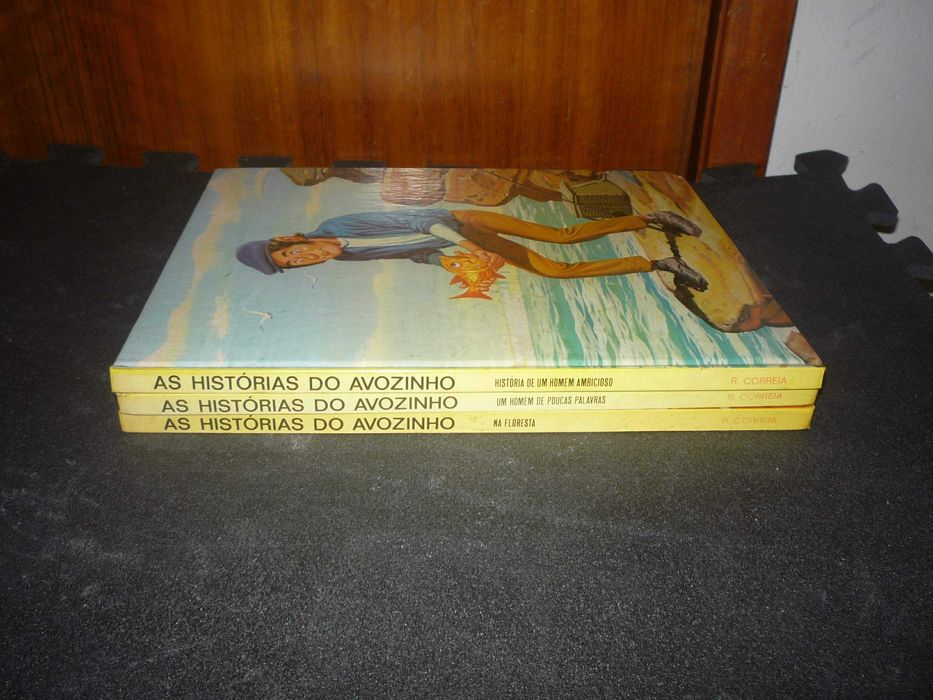 AS HISTÓRIAS DO AVOZINHO HISTÓRIA DE UM HOMEM AMBICIOSO R. CORREIA
AS HISTÓRIAS DO AVOZINHO UM HOMEM DE POUCAS PALAVRAS R. CORREIA
AS HISTÓRIAS DO AVOZINHO NA FLORESTA R. CORREIA